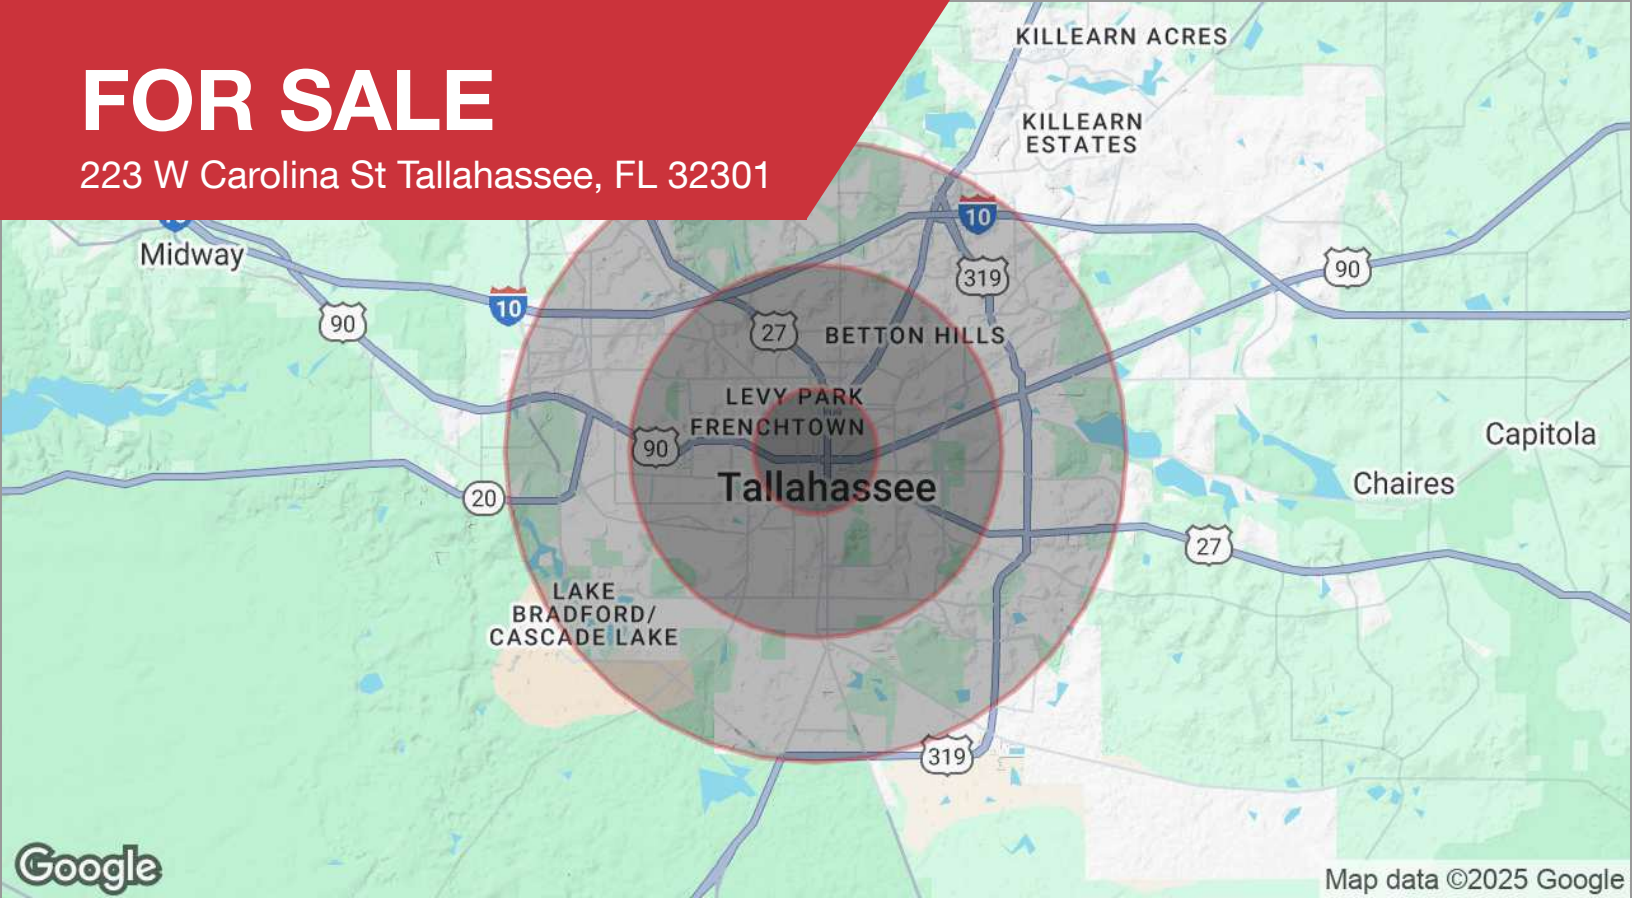 FOR SALE
223 W Carolina St Tallahassee, FL 32301
KILLEARN ACRES
KILLEARN
ESTATES
10
Midway
319
90
10
90
27
BETTON HILLS
LEVY PARK
FRENCHTOWN
90
Capitola
Tallahassee
Chaires
20
27
LAKE
BRADFORD/
CASCADE LAKE
319
Google
Map data ©2025 Google